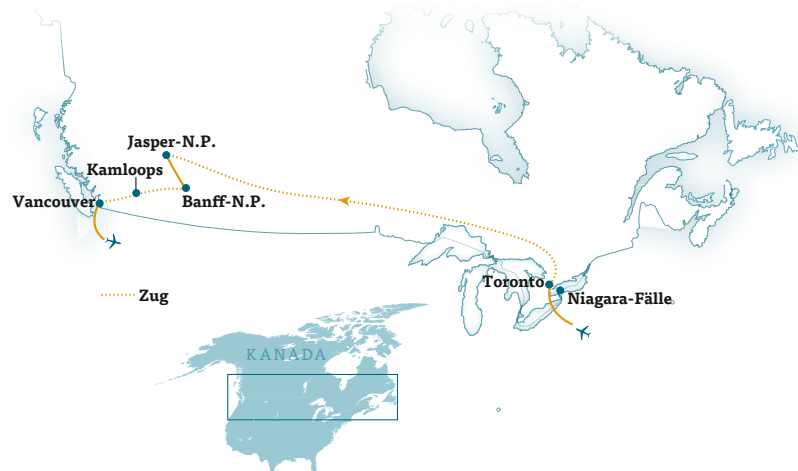 Jasper-N.P.
Kamloops
Vancouver
Banff-N.P.
Toronto
Niagara-Fälle
Zug
KANADA